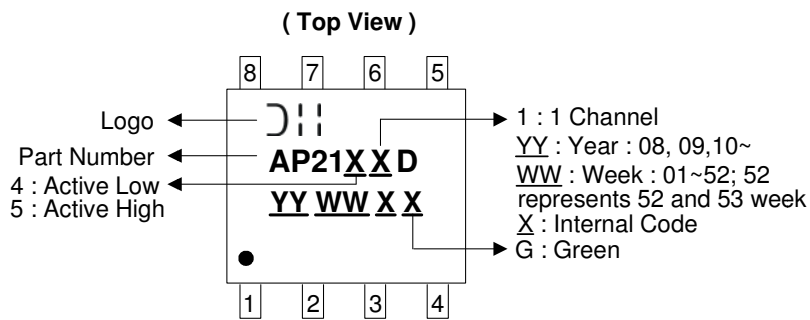 ( Top View )
8 7 6 5
Logo
Part Number
4 : Active Low
5 : Active High
AP21X X D
YY WW X X
1 : 1 Channel
YY : Year : 08, 09,10~
WW : Week : 01~52; 52
represents 52 and 53 week
X : Internal Code
G : Green
1 2 3 4